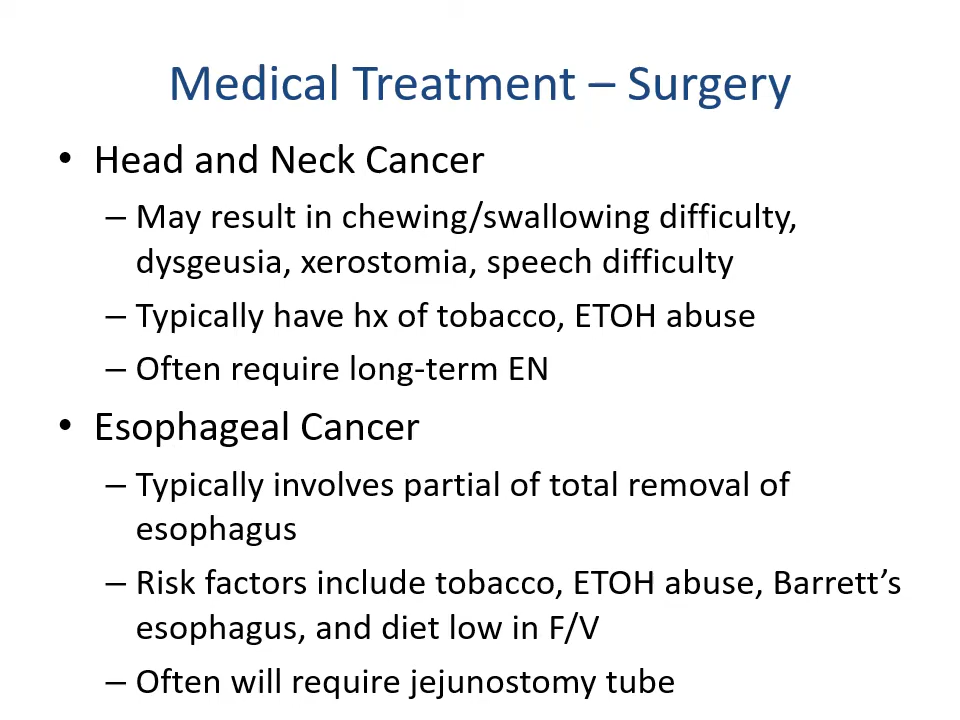 Medical Treatment – Surgery
• Head and Neck Cancer
– May result in chewing/swallowing difficulty,
dysgeusia, xerostomia, speech difficulty
– Typically have hx of tobacco, ETOH abuse
– Often require long-term EN
• Esophageal Cancer
– Typically involves partial of total removal of
esophagus
– Risk factors include tobacco, ETOH abuse, Barrett’s
esophagus, and diet low in F/V
– Often will require jejunostomy tube